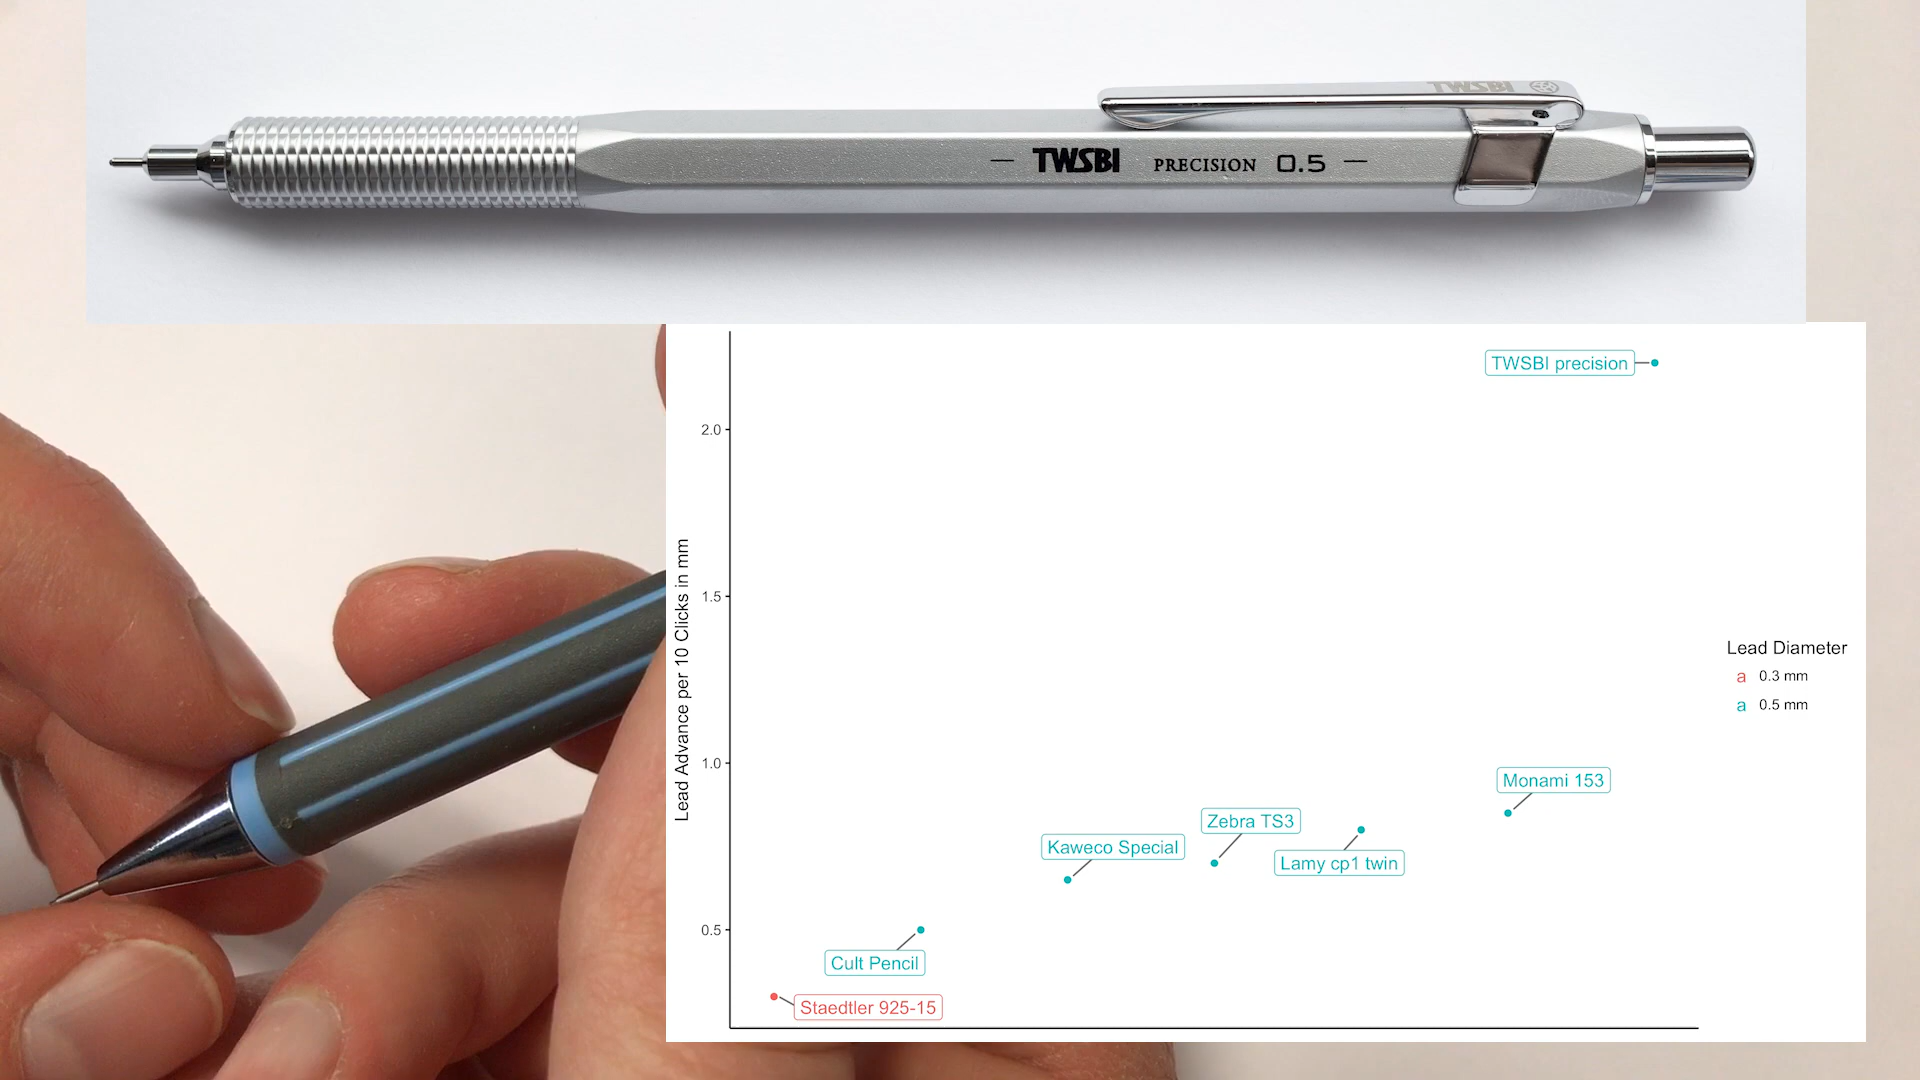 TWSBI
TWSBI PRECISION 0.5
TWSBI precision
2.0
1.5
1.0
0.5
Lead Advance per 10 Clicks in mm
Monami 153
Zebra TS3
Kaweco Special
Lamy cp1 twin
Cult Pencil
Staedtler 925-15
Lead Diameter
a 0.3 mm
a 0.5 mm